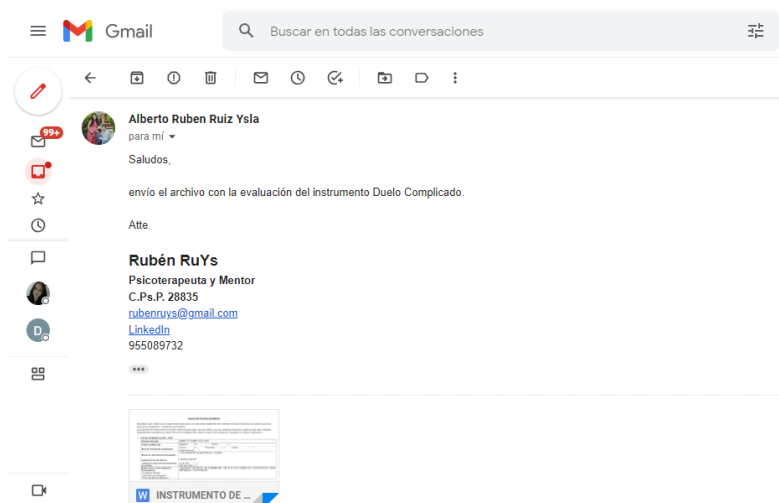 Gmail
Buscar en todas las conversaciones
Alberto Ruben Ruiz Ysla
para mí
99+
Saludos,
envío el archivo con la evaluación del instrumento Duelo Complicado.
Atte.
Rubén RuYs
Psicoterapeuta y Mentor
C.Ps.P. 28835
rubenruys@gmail.com
LinkedIn
955089732
D
W INSTRUMENTO DE ...